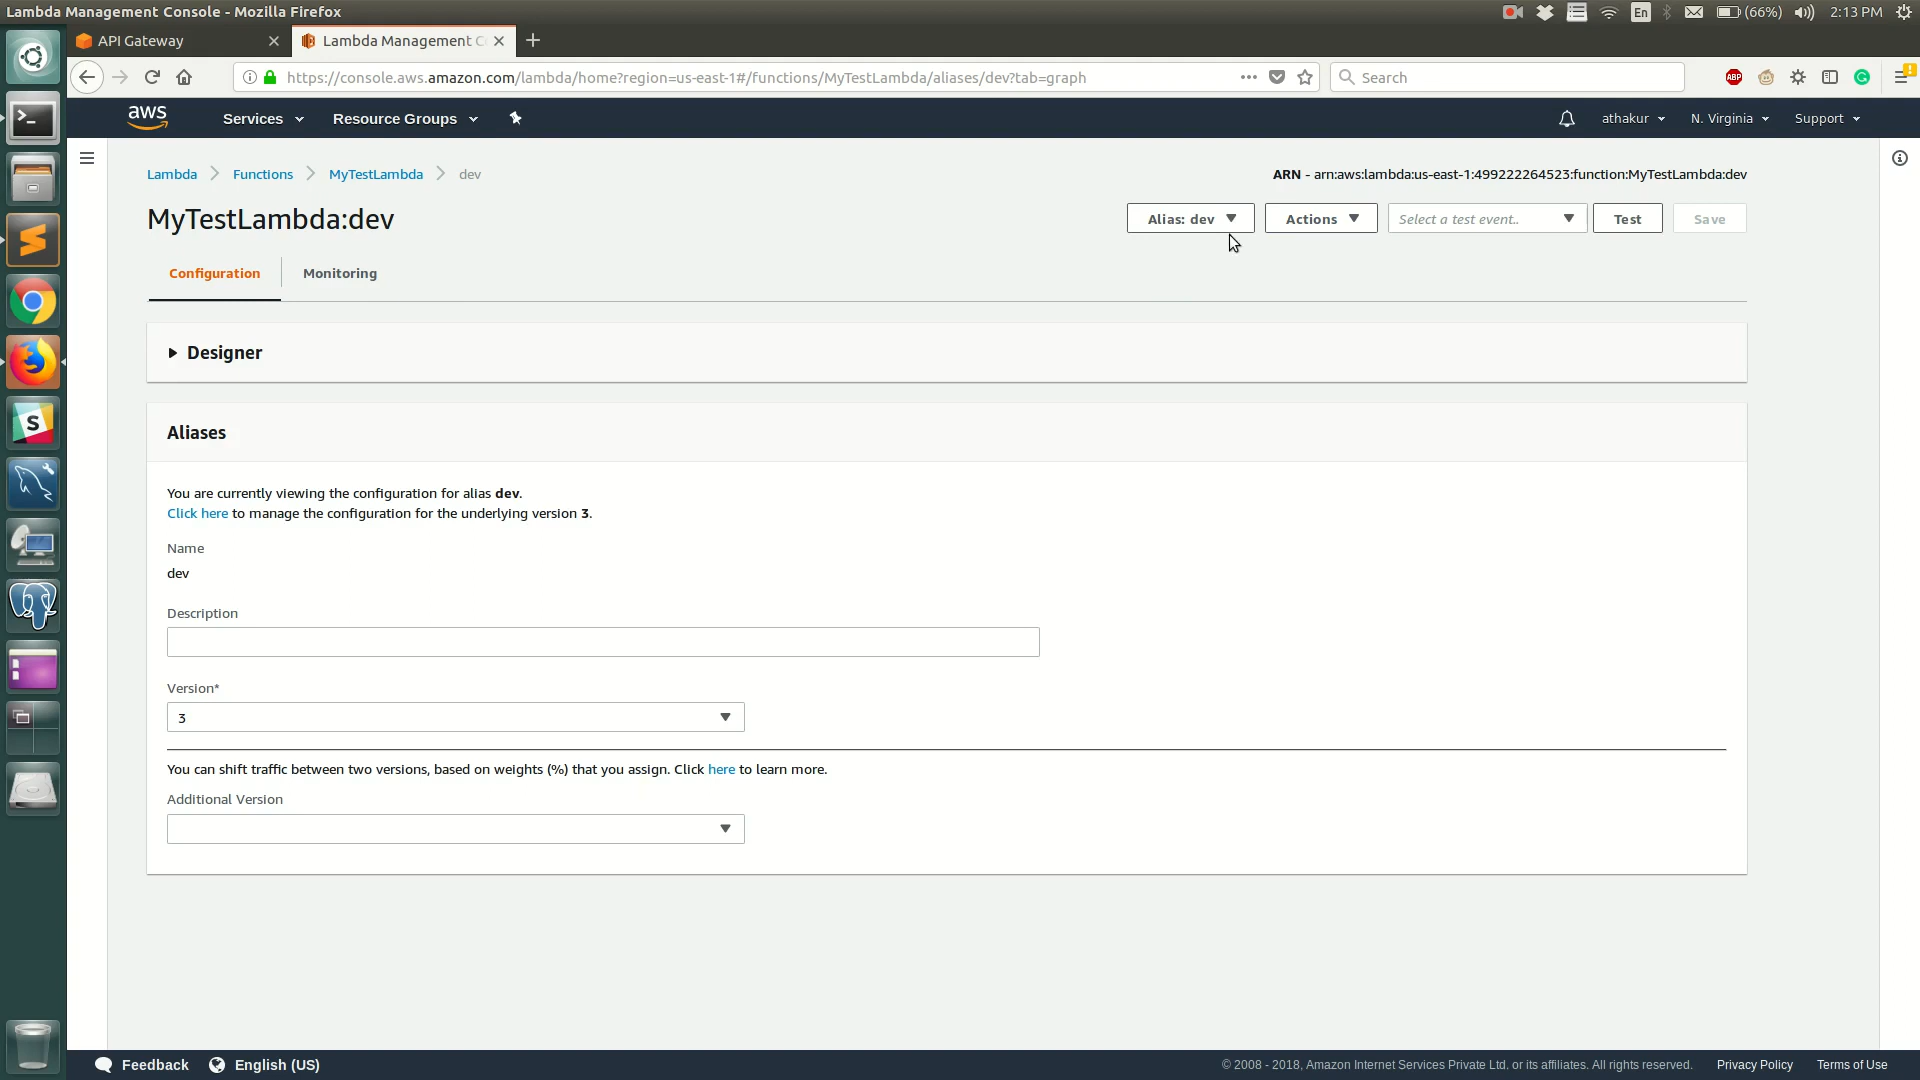 Lambda Management Console - Mozilla Firefox
En
(66%)
2:13 PM
API Gateway
Lambda Management C
https://console.aws.amazon.com/lambda/home?region=us-east-1#/functions/MyTestLambda/aliases/dev?tab=graph
Search
ABP
aws
Services
Resource Groups
athakur
N. Virginia
Support
Lambda
Functions
MyTestLambda
dev
ARN - arn:aws:lambda:us-east-1:499222264523:function:MyTestLambda:dev
MyTestLambda:dev
Alias: dev
Actions
Select a test event..
Test
Save
Configuration
Monitoring
Designer
Aliases
You are currently viewing the configuration for alias dev.
Click here to manage the configuration for the underlying version 3.
Name
dev
Description
Version*
3
You can shift traffic between two versions, based on weights (%) that you assign. Click here to learn more.
Additional Version
Feedback
English (US)
© 2008 - 2018, Amazon Internet Services Private Ltd. or its affiliates. All rights reserved.
Privacy Policy
Terms of Use